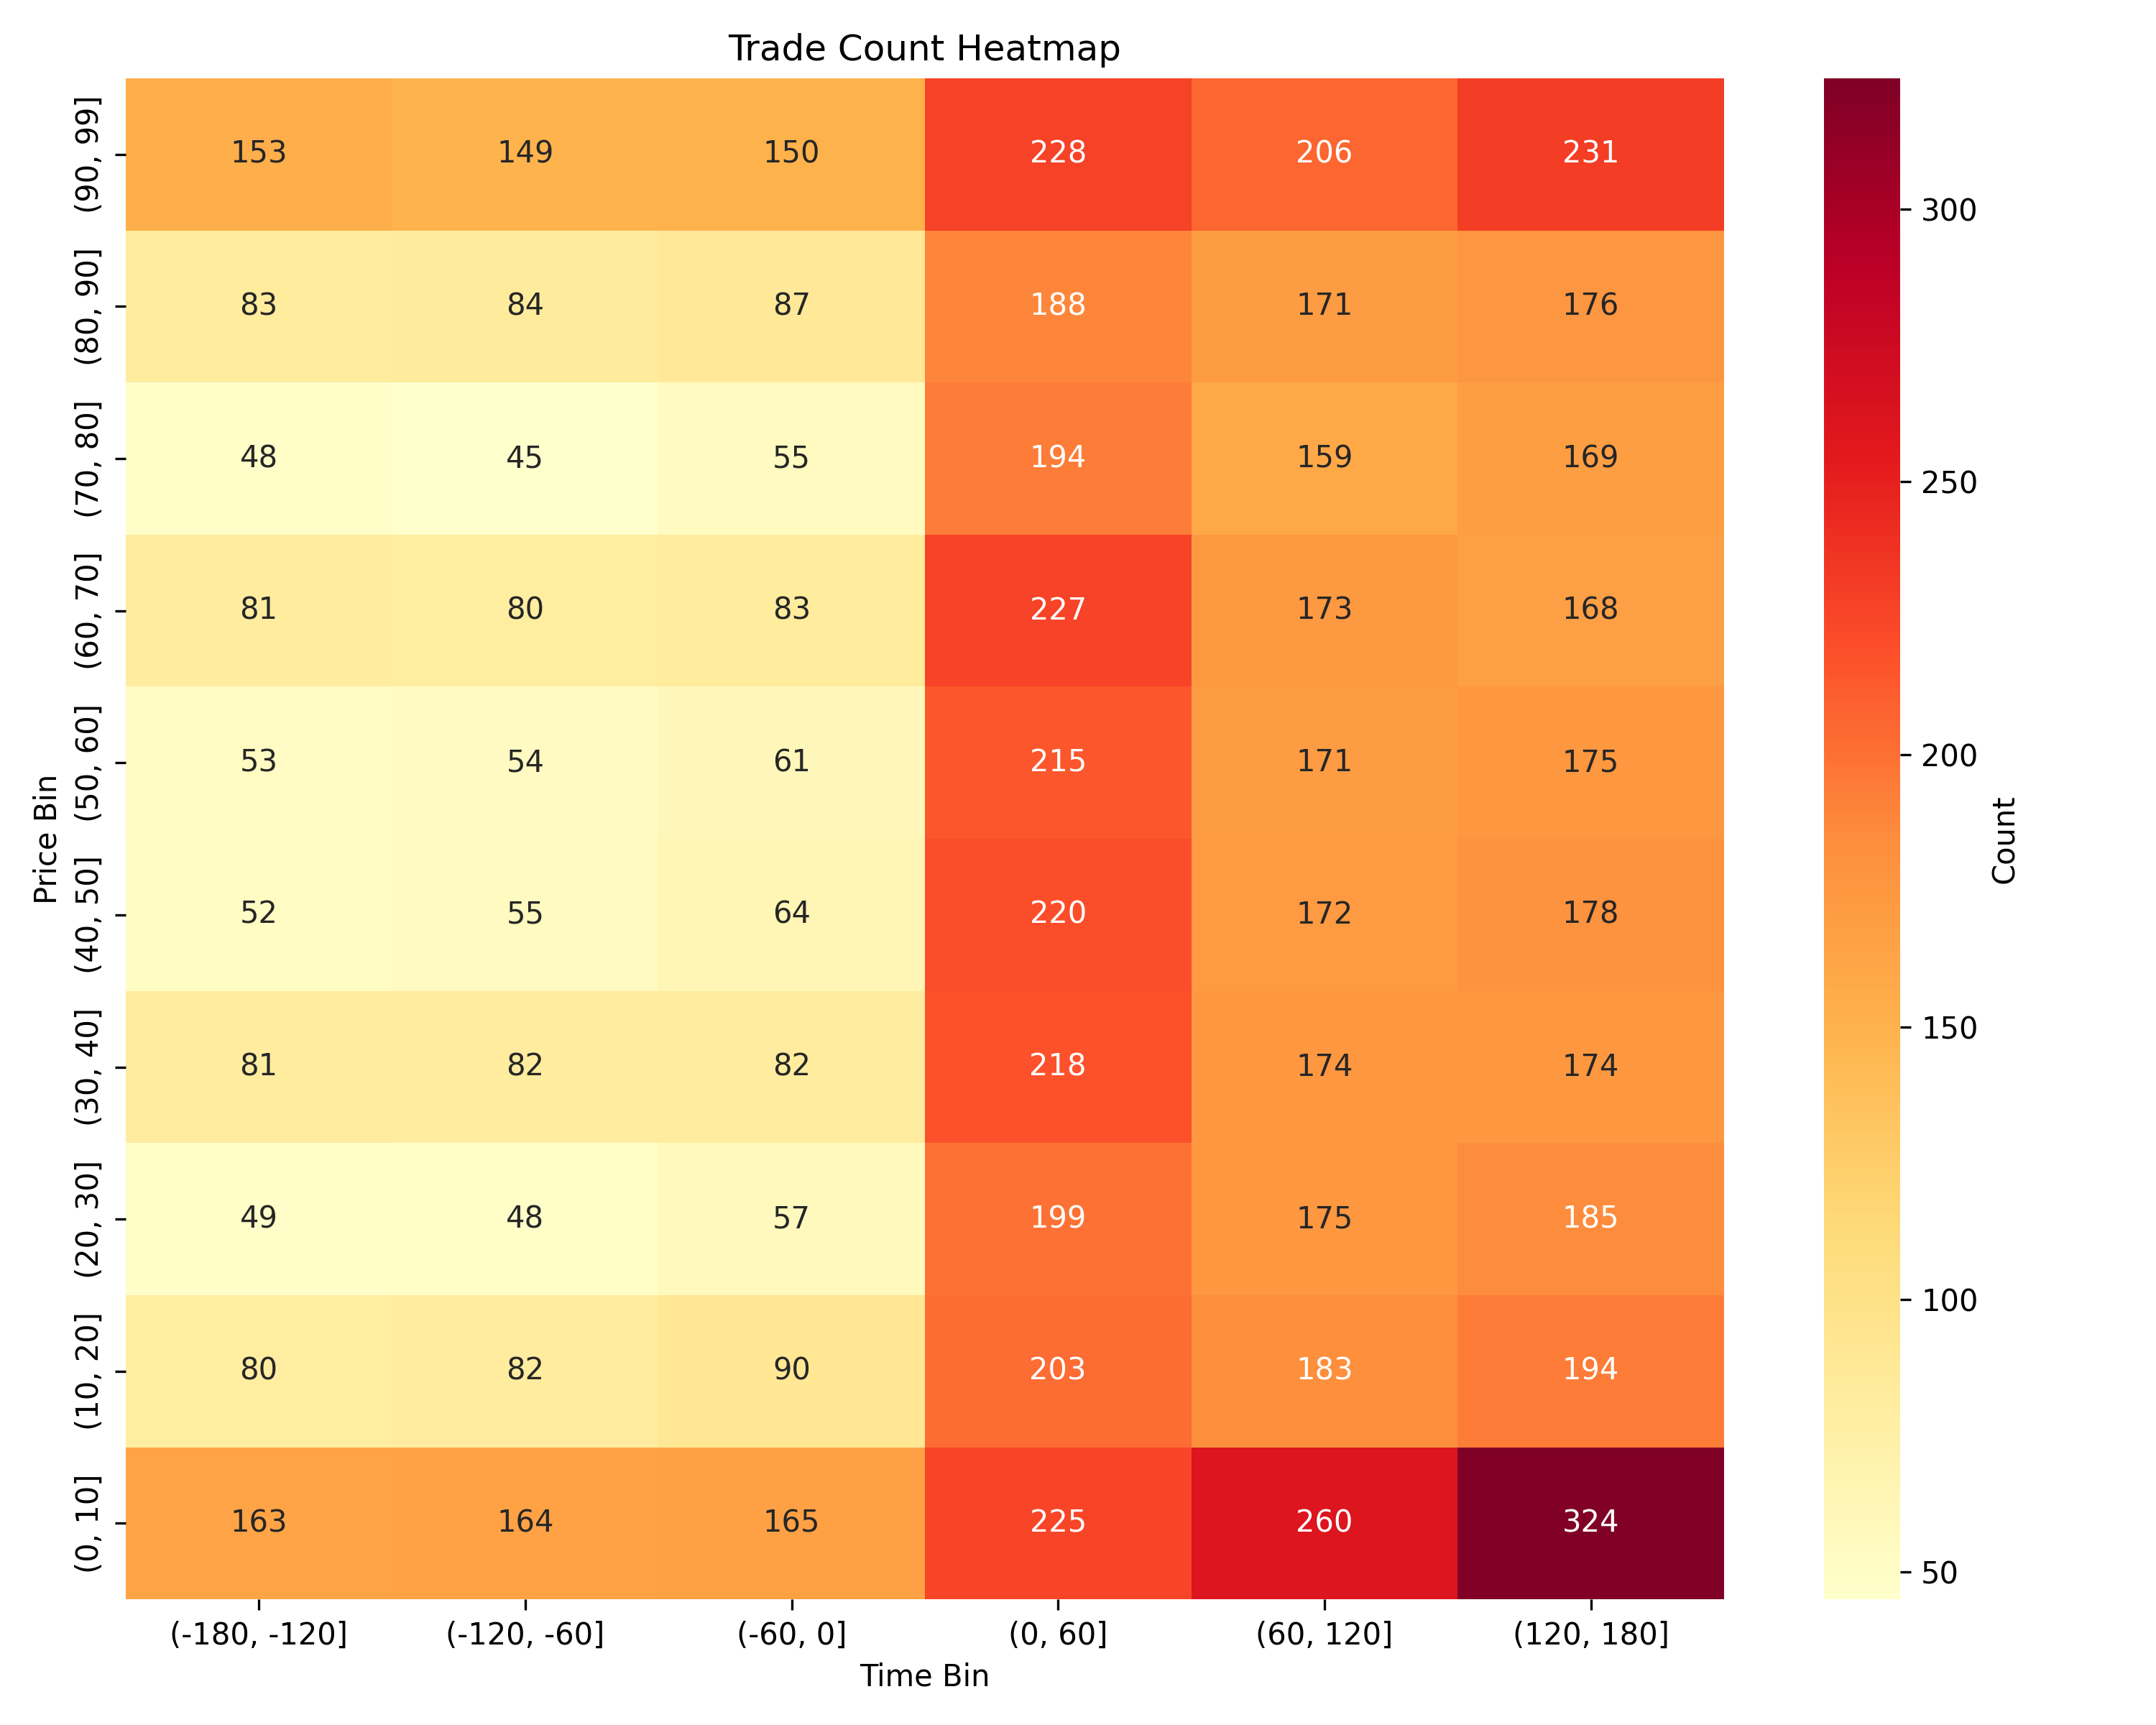 Trade Count Heatmap
Price Bin
(90, 99] 153 149 150 228 206 231
(80, 90] 83 84 87 188 171 176
(70, 80] 48 45 55 194 159 169
(60, 70] 81 80 83 227 173 168
(50, 60] 53 54 61 215 171 175
(40, 50] 52 55 64 220 172 178
(30, 40] 81 82 82 218 174 174
(20, 30] 49 48 57 199 175 185
(10, 20] 80 82 90 203 183 194
(0, 10] 163 164 165 225 260 324
(-180, -120] (-120, -60] (-60, 0] (0, 60] (60, 120] (120, 180]
Time Bin
300
250
200
150
100
50
Count